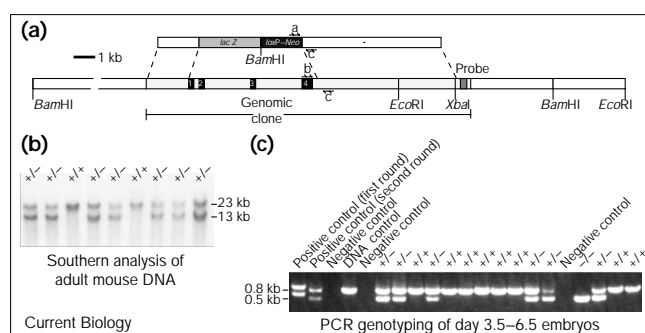 (a)
a
lac Z
loxP–Neo
-
c
1 kb
BamHI
b
Probe
1
2
3
4
c
BamHI
Genomic
clone
EcoRI
XbaI
BamHI
EcoRI
(b)
+/– +/– +/+ +/– +/– +/+ +/– +/– +/–
23 kb
13 kb
Southern analysis of
adult mouse DNA
(c)
Positive control (first round)
Positive control (second round)
Negative control
DNA control
Negative control
+/– +/– +/+ +/– +/+ +/+ +/+ +/+ +/+ +/– +/–
Negative control
–/– +/– +/+ +/+
0.8 kb
0.5 kb
PCR genotyping of day 3.5–6.5 embryos
Current Biology